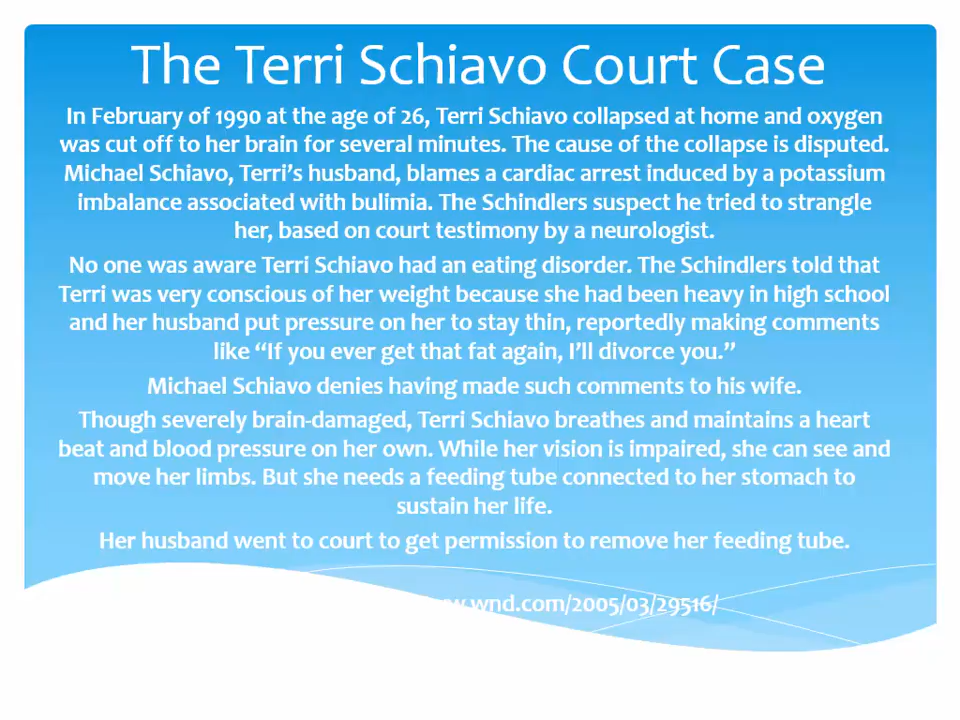 The Terri Schiavo Court Case
In February of 1990 at the age of 26, Terri Schiavo collapsed at home and oxygen
was cut off to her brain for several minutes. The cause of the collapse is disputed.
Michael Schiavo, Terri’s husband, blames a cardiac arrest induced by a potassium
imbalance associated with bulimia. The Schindlers suspect he tried to strangle
her, based on court testimony by a neurologist.
No one was aware Terri Schiavo had an eating disorder. The Schindlers told that
Terri was very conscious of her weight because she had been heavy in high school
and her husband put pressure on her to stay thin, reportedly making comments
like “If you ever get that fat again, I’ll divorce you.”
Michael Schiavo denies having made such comments to his wife.
Though severely brain-damaged, Terri Schiavo breathes and maintains a heart
beat and blood pressure on her own. While her vision is impaired, she can see and
move her limbs. But she needs a feeding tube connected to her stomach to
sustain her life.
Her husband went to court to get permission to remove her feeding tube.
w.wnd.com/2005/03/29516/